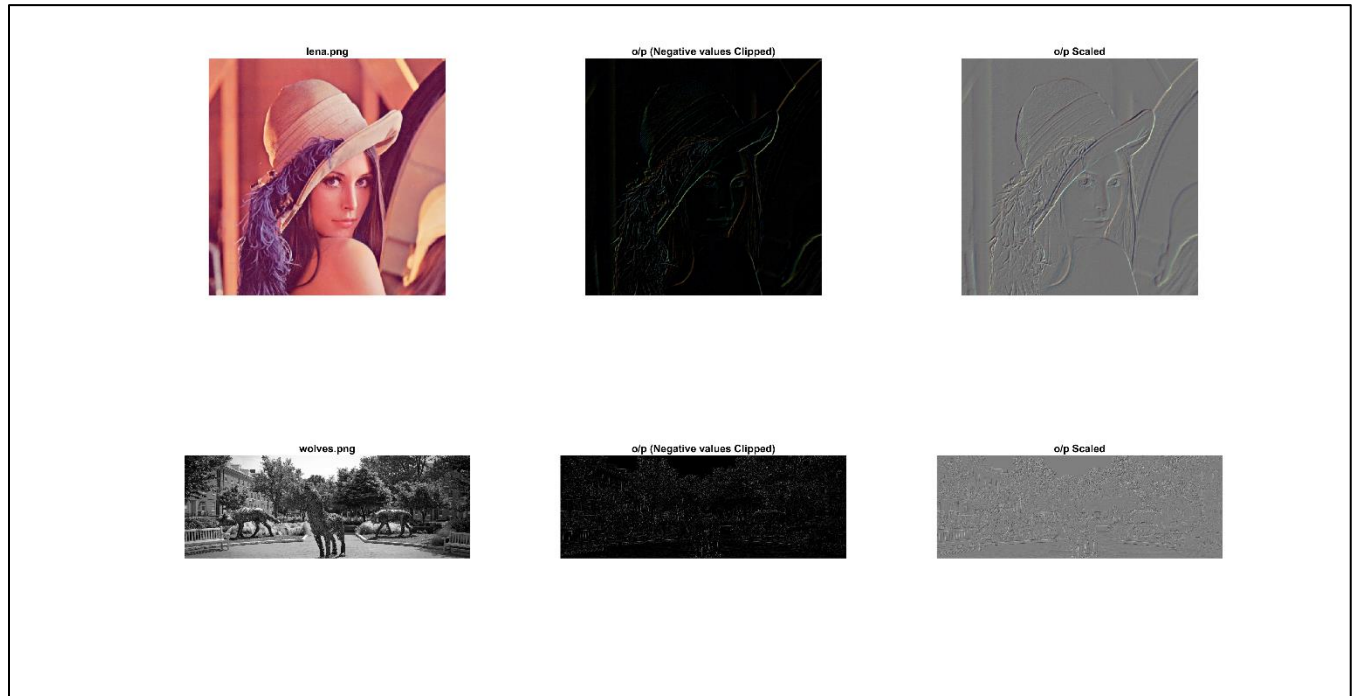 lena.png
o/p (Negative values Clipped)
o/p Scaled
wolves.png
o/p (Negative values Clipped)
o/p Scaled